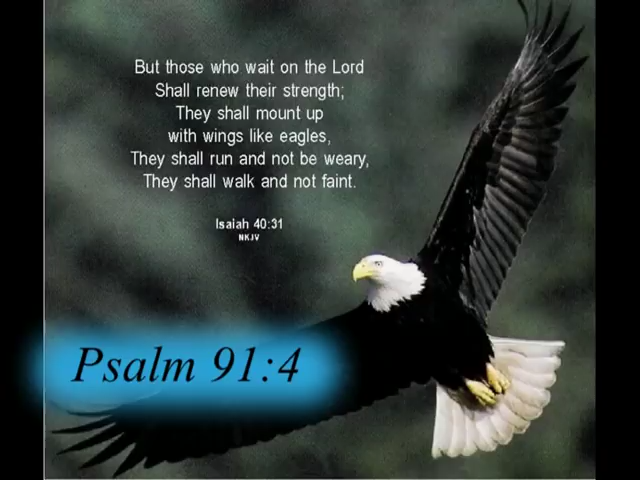 But those who wait on the Lord
Shall renew their strength;
They shall mount up
with wings like eagles,
They shall run and not be weary,
They shall walk and not faint.
Isaiah 40:31
NKJV
Psalm 91:4